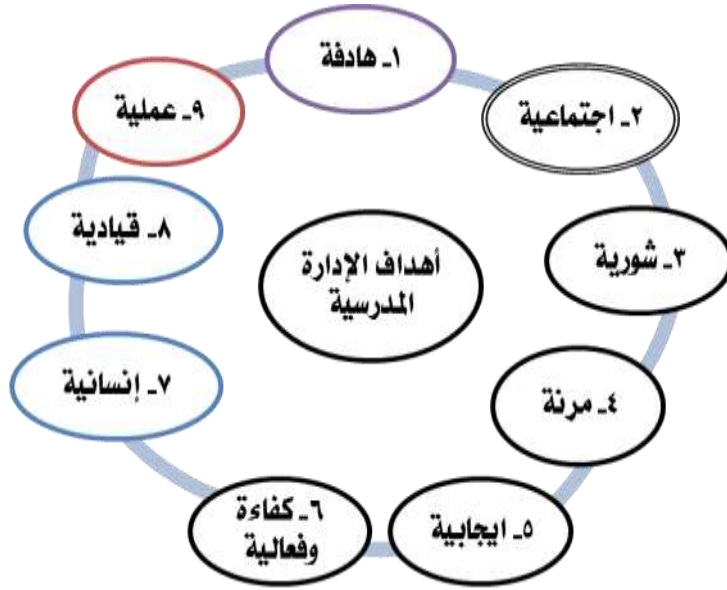 ١ـ هادفة
٢ـ اجتماعية
٣ـ شورية
٤ـ مرنة
٥ـ ايجابية
٦ـ كفاءة
وفعالية
٧ـ إنسانية
٨ـ قيادية
٩ـ عملية
أهداف الإدارة
المدرسية